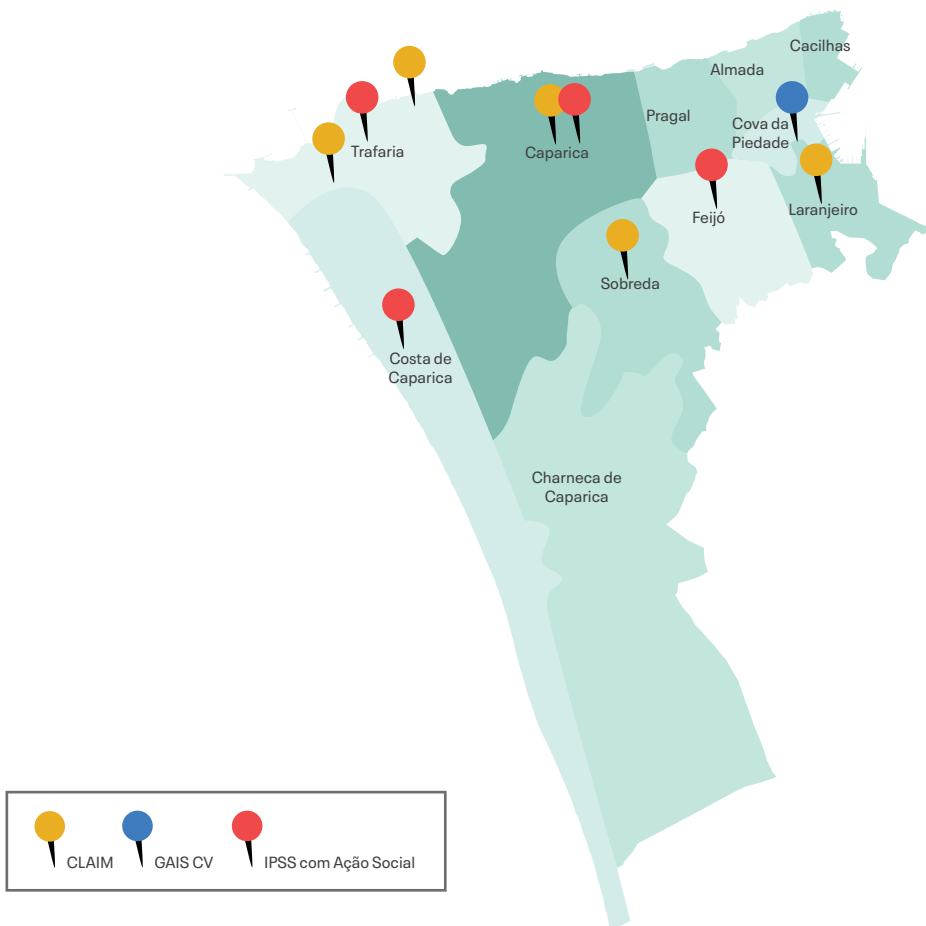 Cacilhas
Almada
Pragal
Cova da
Piedade
Trafaria
Caparica
Laranjeiro
Feijó
Sobreda
Costa de
Caparica
Charneca de
Caparica
CLAIM
GAIS CV
IPSS com Ação Social